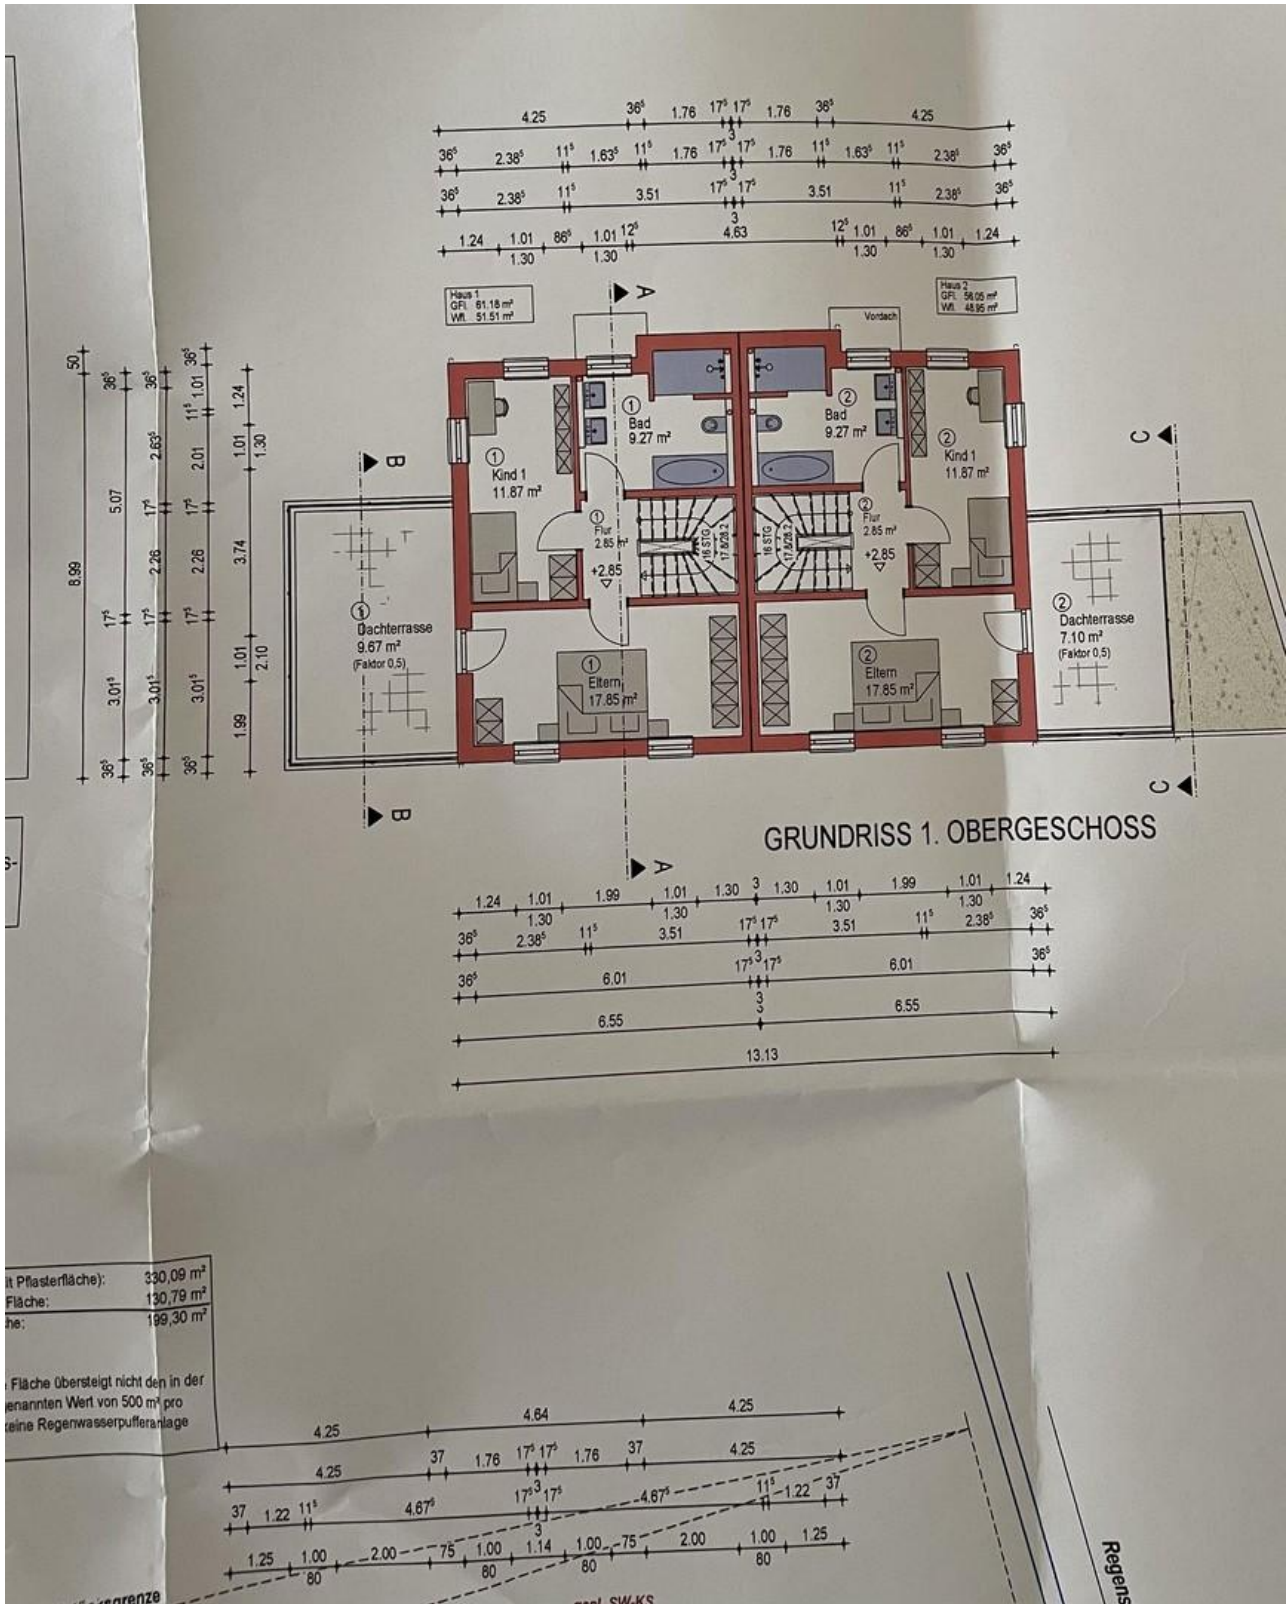 4.25 36⁵ 1.76 17⁵ 17⁵ 1.76 36⁵ 4.25
3
36⁵ 2.38⁵ 11⁵ 1.63⁵ 11⁵ 1.76 17⁵ 17⁵ 1.76 11⁵ 1.63⁵ 11⁵ 2.38⁵ 36⁵
3
36⁵ 2.38⁵ 11⁵ 3.51 17⁵ 17⁵ 3.51 11⁵ 2.38⁵ 36⁵
3
1.24 1.01 86⁵ 1.01 12⁵ 4.63 12⁵ 1.01 86⁵ 1.01 1.24
1.30 1.30 1.30 1.30
Haus 1
GFl. 61.18 m²
Wfl. 51.51 m²
A
Vordach
Haus 2
GFl. 56.05 m²
Wfl. 48.95 m²
50 8.99
36⁵ 5.07 17⁵ 3.01⁵ 36⁵
36⁵ 2.63⁵ 17⁵ 2.26 17⁵ 3.01⁵ 36⁵
36⁵ 1.01 11⁵ 2.01 17⁵ 2.26 17⁵ 3.01⁵ 36⁵
1.24 1.01 3.74 1.01 1.99
1.30 2.10
B
C
1
Kind 1
11.87 m²
1
Bad
9.27 m²
2
Bad
9.27 m²
2
Kind 1
11.87 m²
1
Flur
2.85 m²
+2.85
16 STG
17.8/28.2
16 STG
17.8/28.2
2
Flur
2.85 m²
+2.85
1
Dachterrasse
9.67 m²
(Faktor 0,5)
1
Eltern
17.85 m²
2
Eltern
17.85 m²
2
Dachterrasse
7.10 m²
(Faktor 0,5)
B
C
A
GRUNDRISS 1. OBERGESCHOSS
1.24 1.01 1.99 1.01 1.30 3 1.30 1.01 1.99 1.01 1.24
1.30 1.30 1.30 1.30
36⁵ 2.38⁵ 11⁵ 3.51 17⁵ 17⁵ 3.51 11⁵ 2.38⁵ 36⁵
3
36⁵ 6.01 17⁵ 17⁵ 6.01 36⁵
3
3
6.55 6.55
13.13
it Pflasterfläche): 330,09 m²
Fläche: 130,79 m²
he: 199,30 m²
Fläche übersteigt nicht den in der
enannten Wert von 500 m² pro
keine Regenwasserpufferanlage
4.25 4.64 4.25
4.25 37 1.76 17⁵ 17⁵ 1.76 37 4.25
3
37 1.22 11⁵ 4.67⁵ 17⁵ 17⁵ 4.67⁵ 11⁵ 1.22 37
3
1.25 1.00 2.00 75 1.00 1.14 1.00 75 2.00 1.00 1.25
80 80 80 80
Regens
grenze
SW-KS